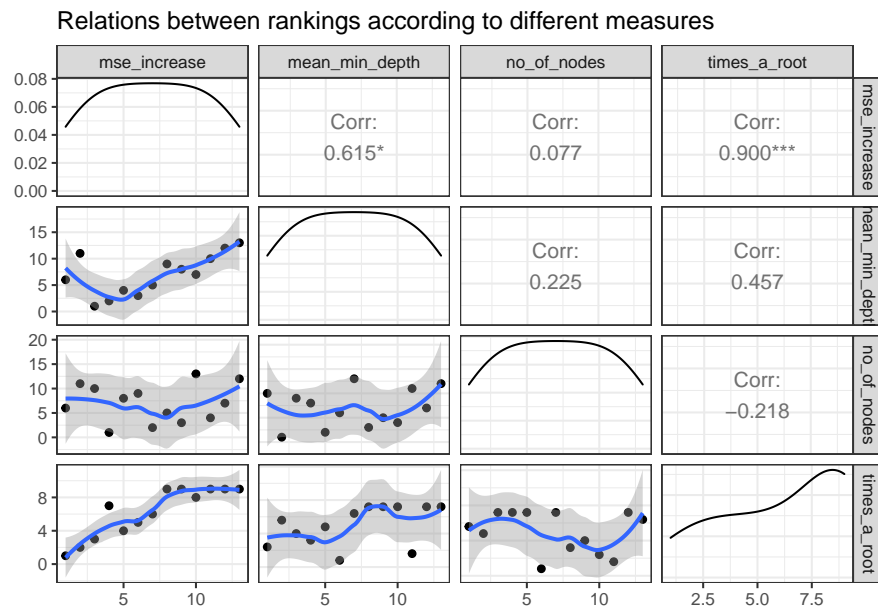 Relations between rankings according to different measures
mse_increase mean_min_depth no_of_nodes times_a_root
0.08
0.06
0.04
0.02
0.00
Corr:
0.615*
Corr:
0.077
Corr:
0.900***
mse_increase
15
10
5
0
Corr:
0.225
Corr:
0.457
mean_min_dept
20
15
10
5
0
Corr:
−0.218
no_of_nodes
8
4
0
times_a_root
5 10 5 10 5 10 2.5 5.0 7.5